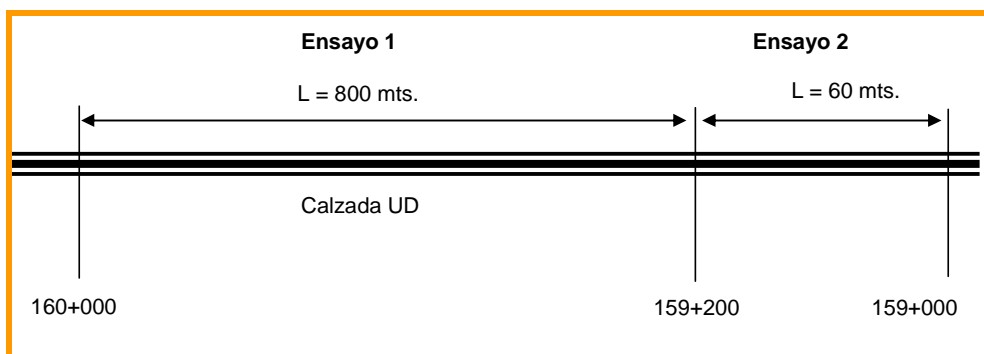 Ensayo 1
Ensayo 2
L = 800 mts.
L = 60 mts.
Calzada UD
160+000
159+200
159+000